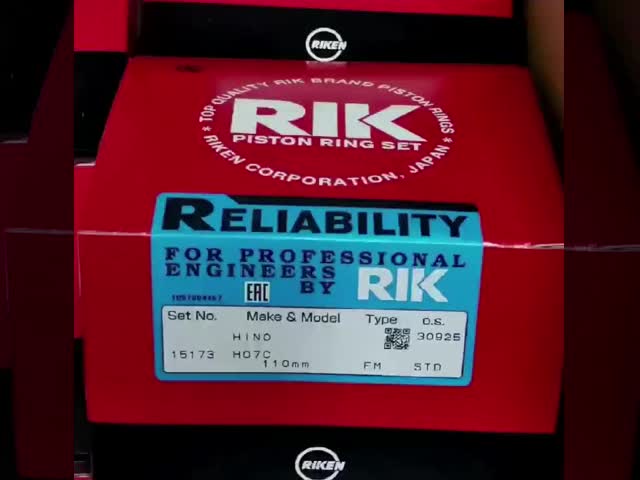 RIKEN
* TOP QUALITY RIK BRAND PISTON RINGS *
RIK
PISTON RING SET
RIKEN CORPORATION, JAPAN
RELIABILITY
FOR PROFESSIONAL
ENGINEERS
BY RIK
EAC
Set No. Make & Model Type o.s.
HINO 30925
15173 H07C
110mm FM STD
RIKEN